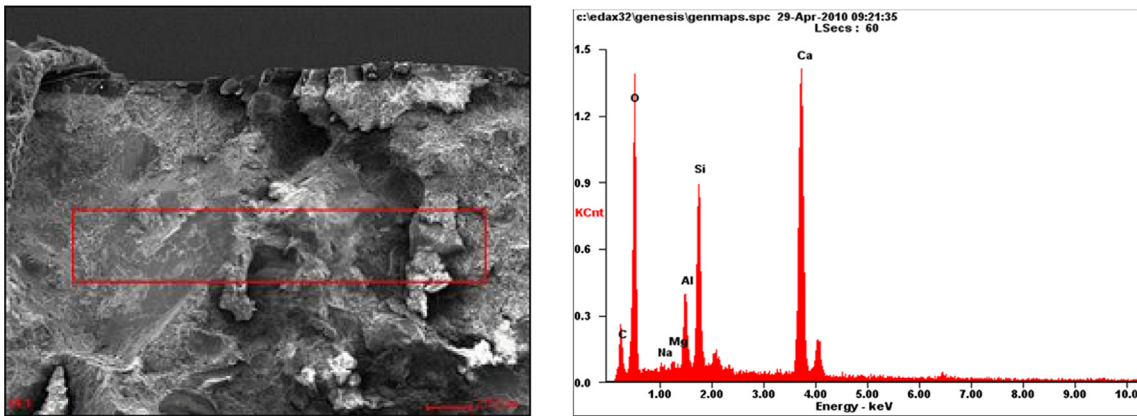 c:\edax32\genesis\genmaps.spc 29-Apr-2010 09:21:35
LSecs : 60
1.5
Ca
O
1.2
Si
0.9
KCnt
0.6
Al
0.3
C
Mg
Na
0.0
1.00 2.00 3.00 4.00 5.00 6.00 7.00 8.00 9.00 10.0
Energy - keV